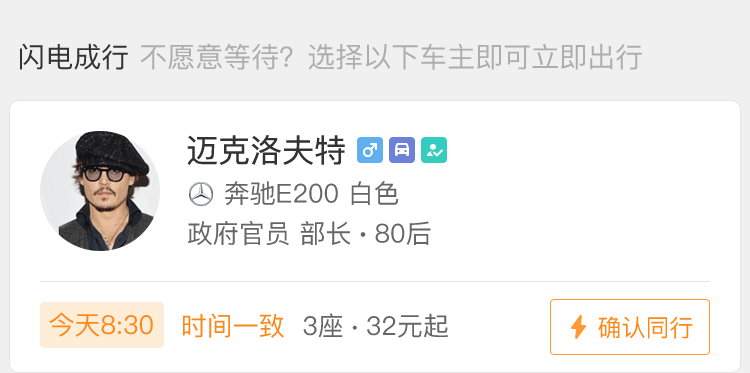 闪电成行 不愿意等待？选择以下车主即可立即出行
迈克洛夫特
奔驰E200 白色
政府官员 部长·80后
今天8:30 时间一致 3座·32元起 确认同行